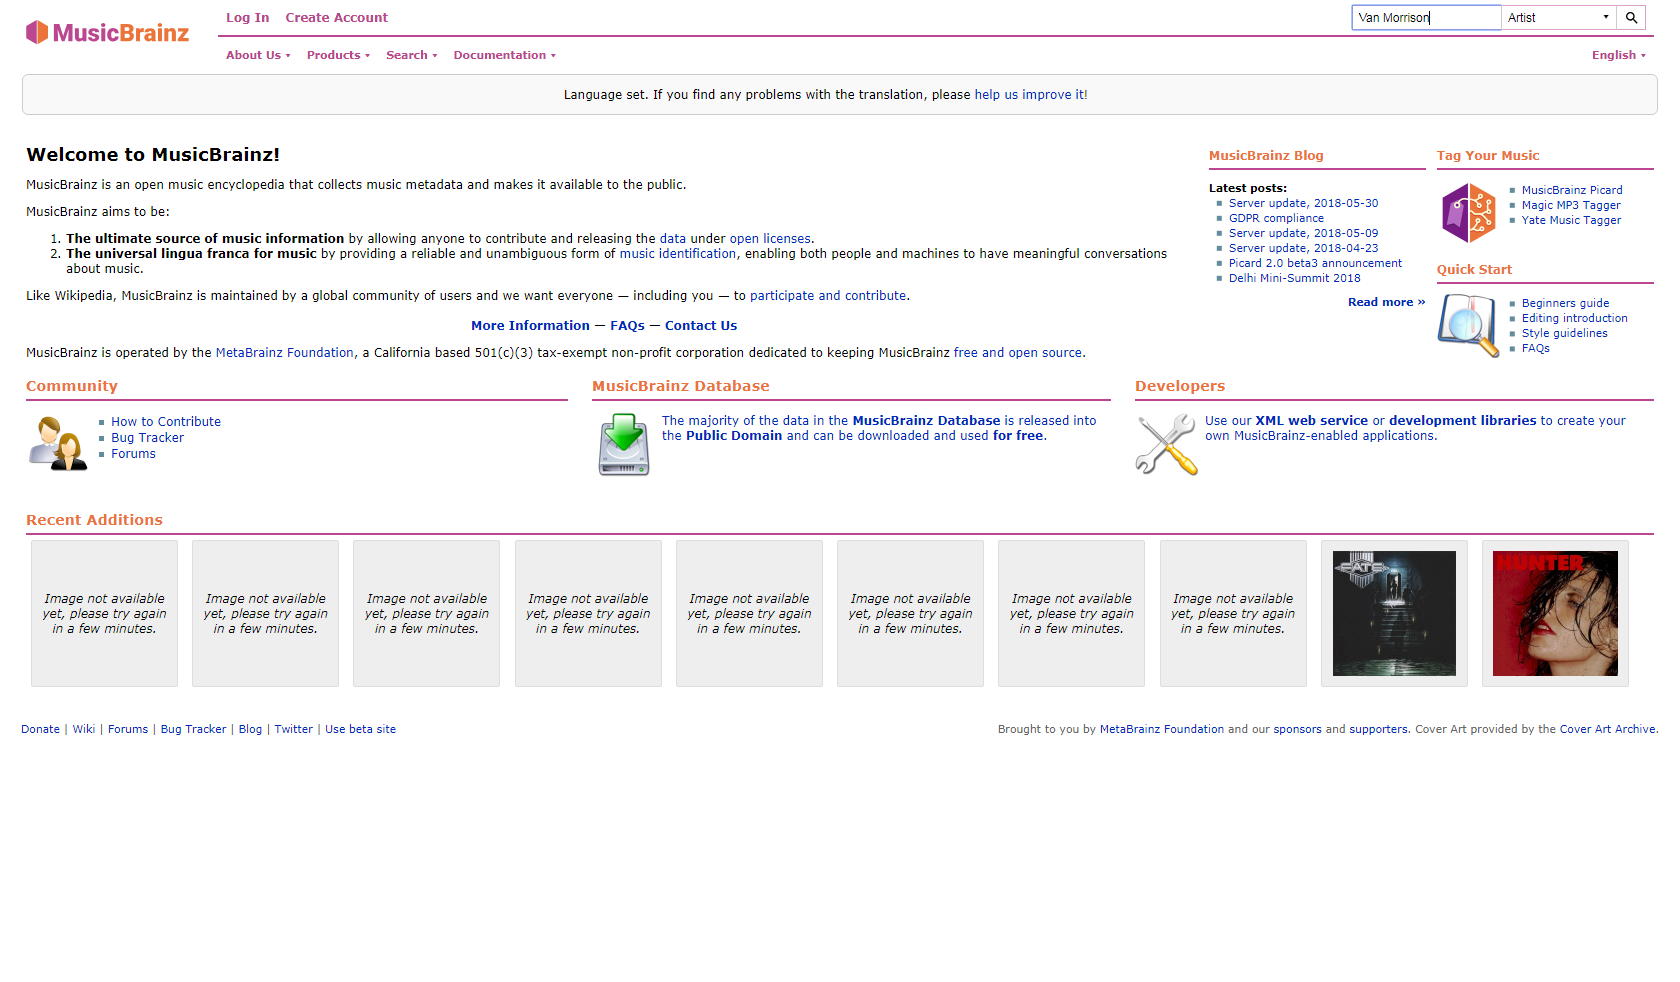 MusicBrainz
Log In Create Account
Van Morrison Artist
About Us Products Search Documentation English
Language set. If you find any problems with the translation, please help us improve it!
Welcome to MusicBrainz!
MusicBrainz is an open music encyclopedia that collects music metadata and makes it available to the public.
MusicBrainz aims to be:
1. The ultimate source of music information by allowing anyone to contribute and releasing the data under open licenses.
2. The universal lingua franca for music by providing a reliable and unambiguous form of music identification, enabling both people and machines to have meaningful conversations
about music.
Like Wikipedia, MusicBrainz is maintained by a global community of users and we want everyone — including you — to participate and contribute.
More Information — FAQs — Contact Us
MusicBrainz is operated by the MetaBrainz Foundation, a California based 501(c)(3) tax-exempt non-profit corporation dedicated to keeping MusicBrainz free and open source.
MusicBrainz Blog
Latest posts:
Server update, 2018-05-30
GDPR compliance
Server update, 2018-05-09
Server update, 2018-04-23
Picard 2.0 beta3 announcement
Delhi Mini-Summit 2018
Read more »
Tag Your Music
MusicBrainz Picard
Magic MP3 Tagger
Yate Music Tagger
Quick Start
Beginners guide
Editing introduction
Style guidelines
FAQs
Community
How to Contribute
Bug Tracker
Forums
MusicBrainz Database
The majority of the data in the MusicBrainz Database is released into
the Public Domain and can be downloaded and used for free.
Developers
Use our XML web service or development libraries to create your
own MusicBrainz-enabled applications.
Recent Additions
Image not available
yet, please try again
in a few minutes.
Image not available
yet, please try again
in a few minutes.
Image not available
yet, please try again
in a few minutes.
Image not available
yet, please try again
in a few minutes.
Image not available
yet, please try again
in a few minutes.
Image not available
yet, please try again
in a few minutes.
Image not available
yet, please try again
in a few minutes.
Image not available
yet, please try again
in a few minutes.
HUNTER
Donate | Wiki | Forums | Bug Tracker | Blog | Twitter | Use beta site
Brought to you by MetaBrainz Foundation and our sponsors and supporters. Cover Art provided by the Cover Art Archive.